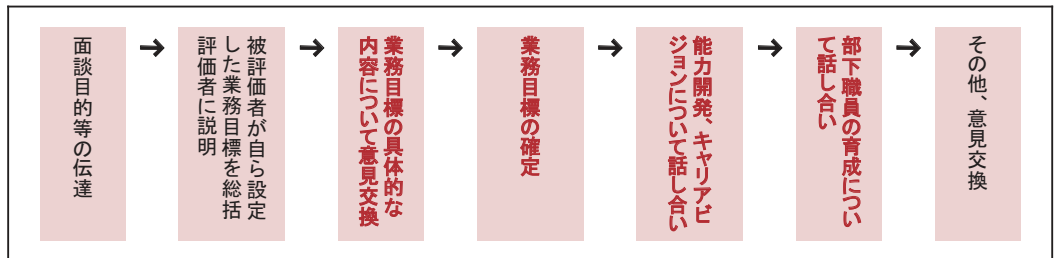 面談目的等の伝達
→
被評価者が自ら設定
した業務目標を総括
評価者に説明
→
業務目標の具体的な
内容について意見交換
→
業務目標の確定
→
能力開発、キャリアビ
ジョンについて話し合い
→
部下職員の育成につい
て話し合い
→
その他、意見交換